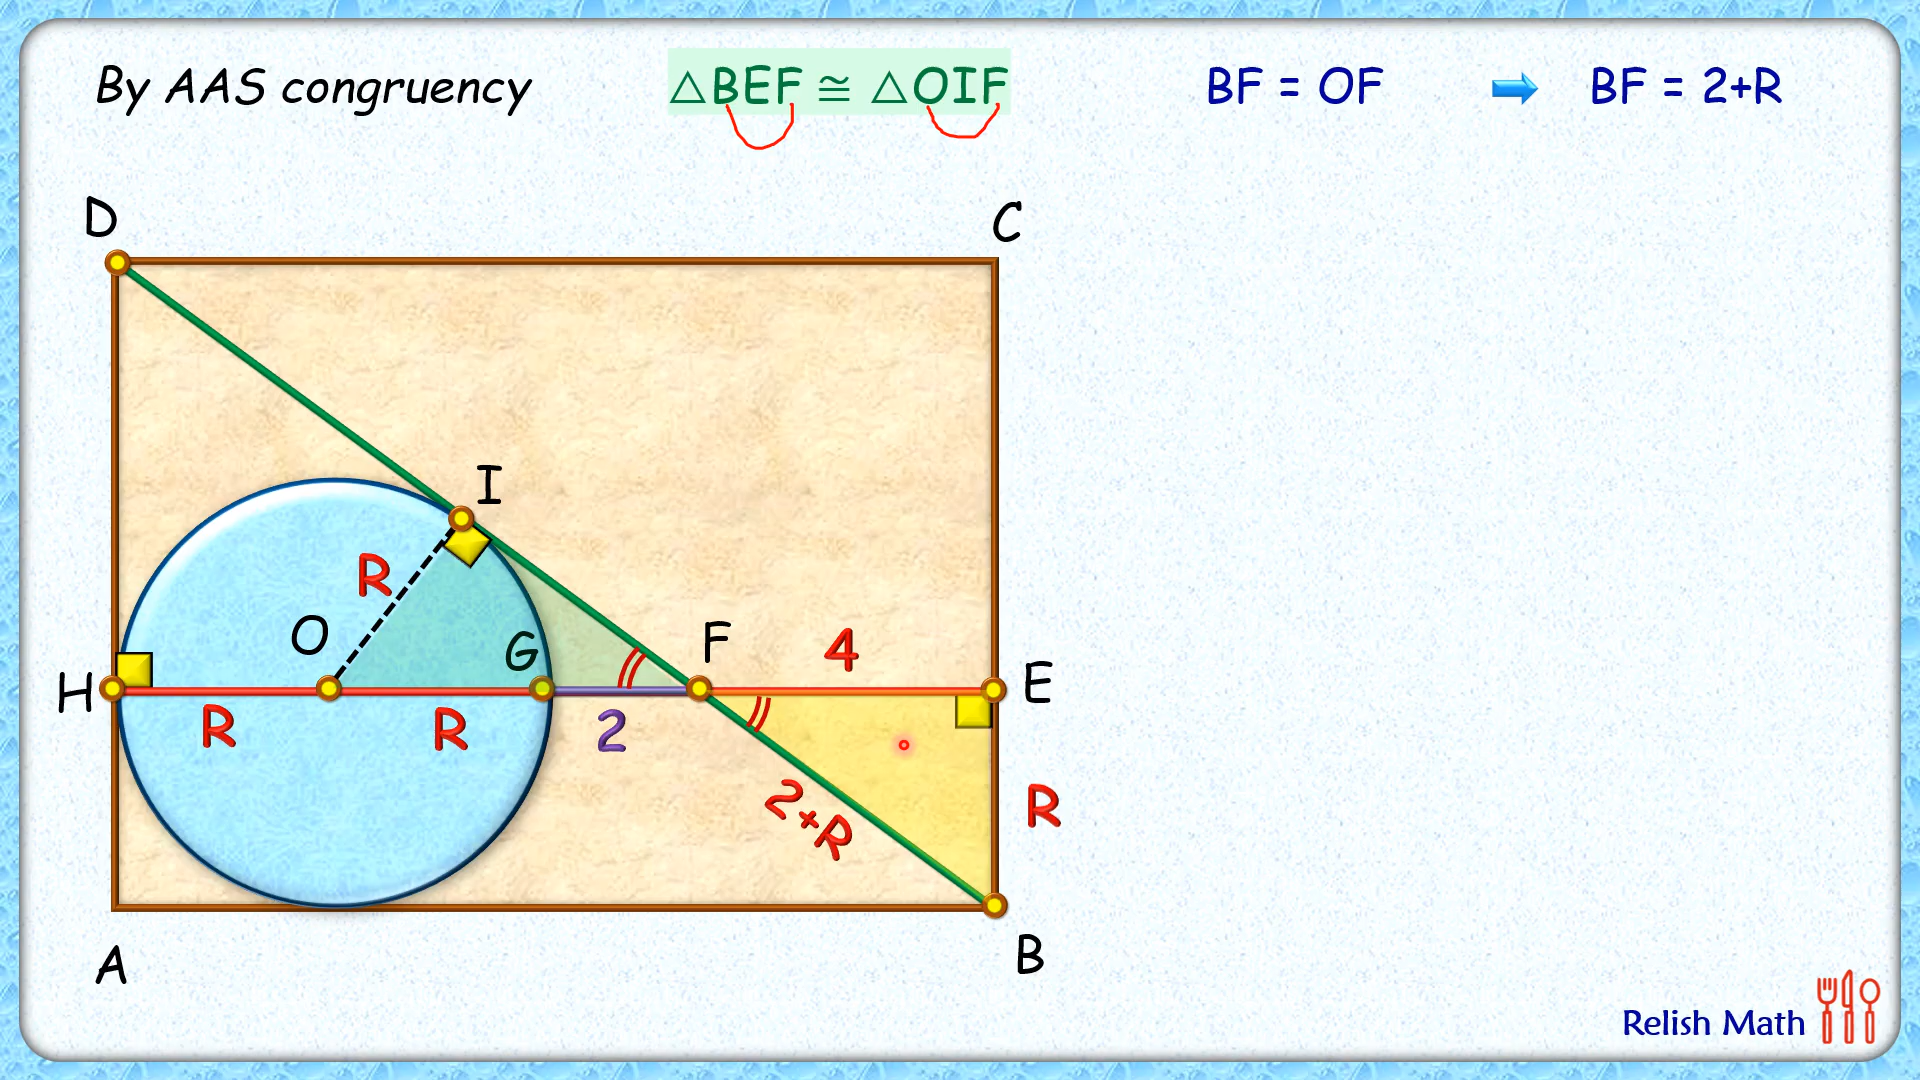 By AAS congruency
△BEF ≅ △OIF
BF = OF
BF = 2+R
D
C
I
R
O
G
F
4
H
E
R
R
2
2+R
R
A
B
Relish Math